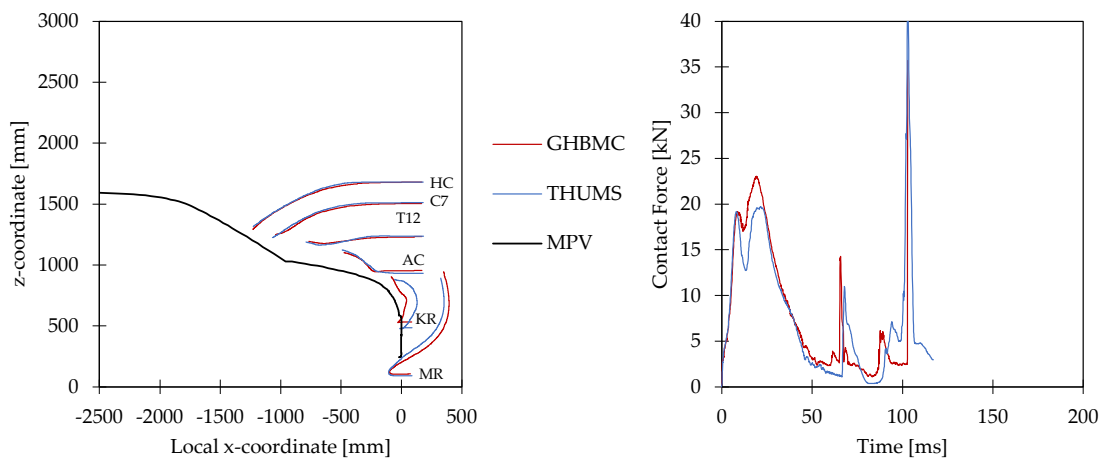 3000
2500
2000
1500
1000
500
0
z-coordinate [mm]
-2500 -2000 -1500 -1000 -500 0 500
Local x-coordinate [mm]
HC
C7
T12
AC
KR
MR
GHBMC
THUMS
MPV
40
35
30
25
20
15
10
5
0
Contact Force [kN]
0 50 100 150 200
Time [ms]